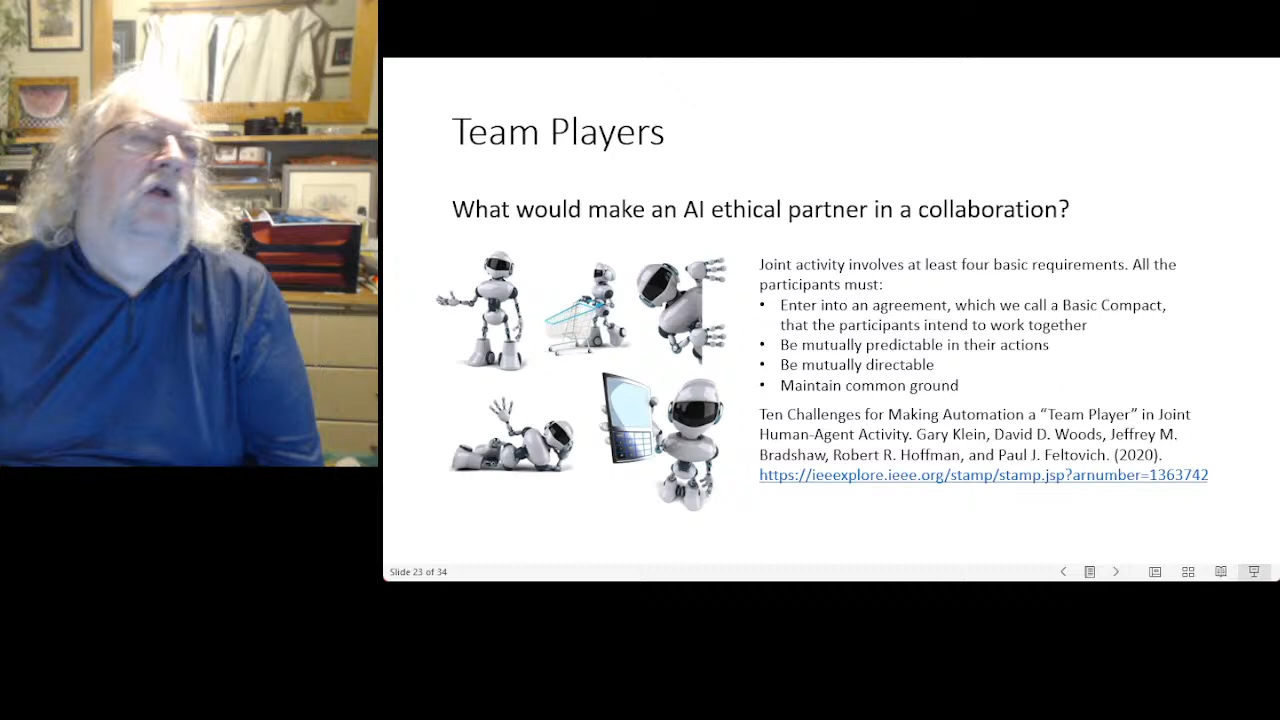 Team Players
What would make an AI ethical partner in a collaboration?
Joint activity involves at least four basic requirements. All the
participants must:
• Enter into an agreement, which we call a Basic Compact,
that the participants intend to work together
• Be mutually predictable in their actions
• Be mutually directable
• Maintain common ground
Ten Challenges for Making Automation a “Team Player” in Joint
Human-Agent Activity. Gary Klein, David D. Woods, Jeffrey M.
Bradshaw, Robert R. Hoffman, and Paul J. Feltovich. (2020).
https://ieeexplore.ieee.org/stamp/stamp.jsp?arnumber=1363742
Slide 23 of 34